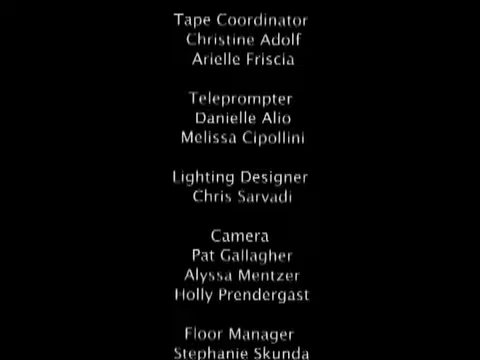 Tape Coordinator
Christine Adolf
Arielle Friscia
Teleprompter
Danielle Alio
Melissa Cipollini
Lighting Designer
Chris Sarvadi
Camera
Pat Gallagher
Alyssa Mentzer
Holly Prendergast
Floor Manager
Stephanie Skunda